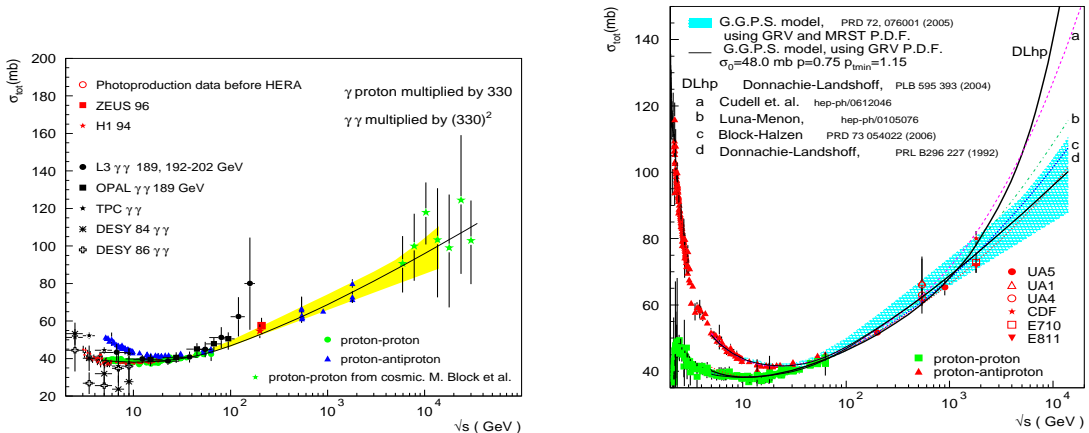 σtot(mb)
200
180
160
140
120
100
80
60
40
20
Photoproduction data before HERA
ZEUS 96
H1 94
γ proton multiplied by 330
γγ multiplied by (330)²
L3 γγ 189, 192-202 GeV
OPAL γγ 189 GeV
TPC γγ
DESY 84 γγ
DESY 86 γγ
proton-proton
proton-antiproton
proton-proton from cosmic. M. Block et al.
10
10²
10³
10⁴
√s ( GeV )
σtot(mb)
140
120
100
80
60
40
G.G.P.S. model, PRD 72, 076001 (2005)
using GRV and MRST P.D.F.
G.G.P.S. model, using GRV P.D.F.
σ0=48.0 mb p=0.75 ptmin=1.15
DLhp
a
DLhp Donnachie-Landshoff, PLB 595 393 (2004)
a Cudell et al. hep-ph/0612046
b Luna-Menon, hep-ph/0105076
c Block-Halzen PRD 73 054022 (2006)
d Donnachie-Landshoff, PRL B296 227 (1992)
b
c
d
UA5
UA1
UA4
CDF
E710
E811
proton-proton
proton-antiproton
10
10²
10³
10⁴
√s ( GeV )